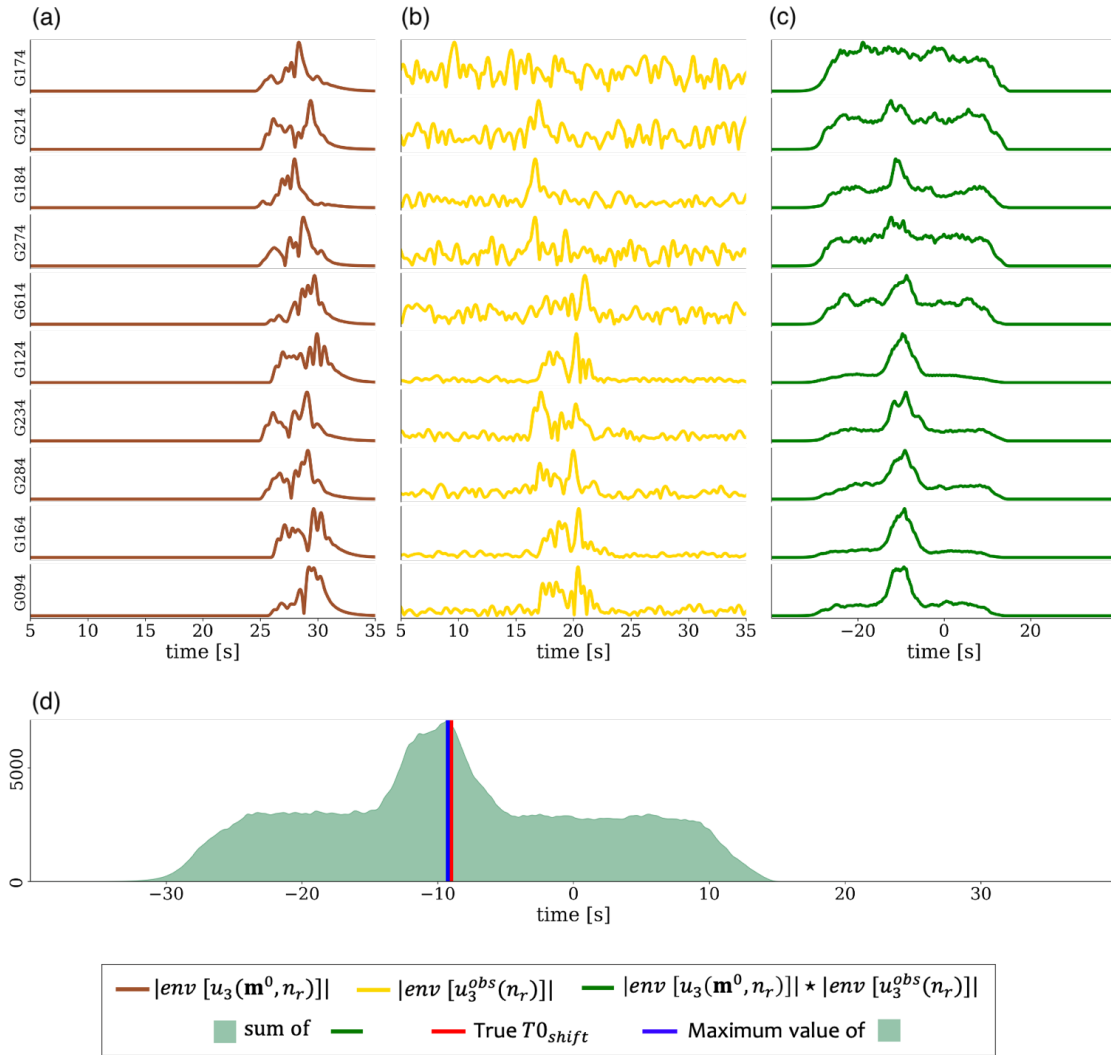 (a)
(b)
(c)
G174
G214
G184
G274
G614
G124
G234
G284
G164
G094
5 10 15 20 25 30 35
5 10 15 20 25 30 35
−20 0 20
time [s]
time [s]
time [s]
(d)
5000
0
−30 −20 −10 0 10 20 30
time [s]
|env [u₃(𝐦⁰, nᵣ)]| |env [u₃ᵒᵇˢ(nᵣ)]| |env [u₃(𝐦⁰, nᵣ)]| ⋆ |env [u₃ᵒᵇˢ(nᵣ)]|
sum of True T0_{shift} Maximum value of